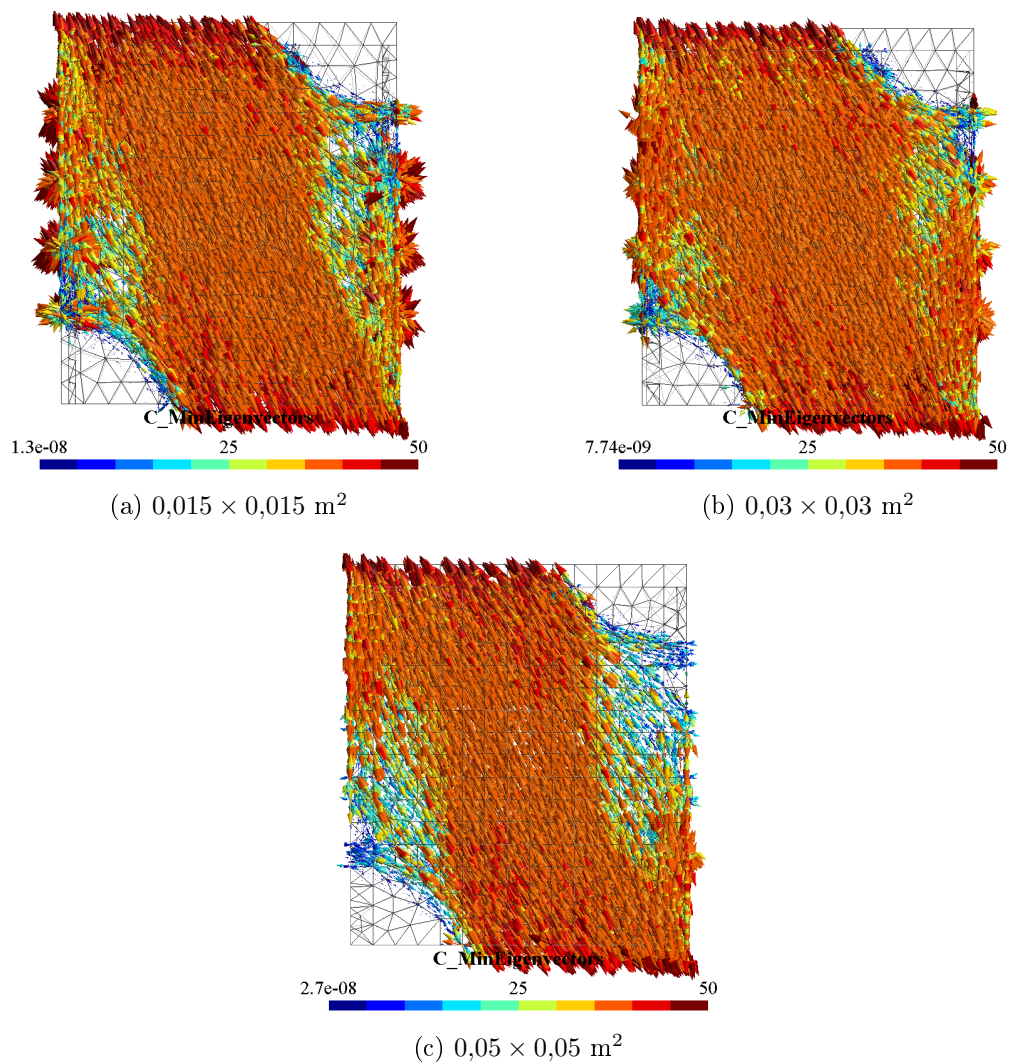 C_MinEigenvectors
1.3e-08 25 50
(a) 0,015 × 0,015 m²
C_MinEigenvectors
7.74e-09 25 50
(b) 0,03 × 0,03 m²
C_MinEigenvectors
2.7e-08 25 50
(c) 0,05 × 0,05 m²